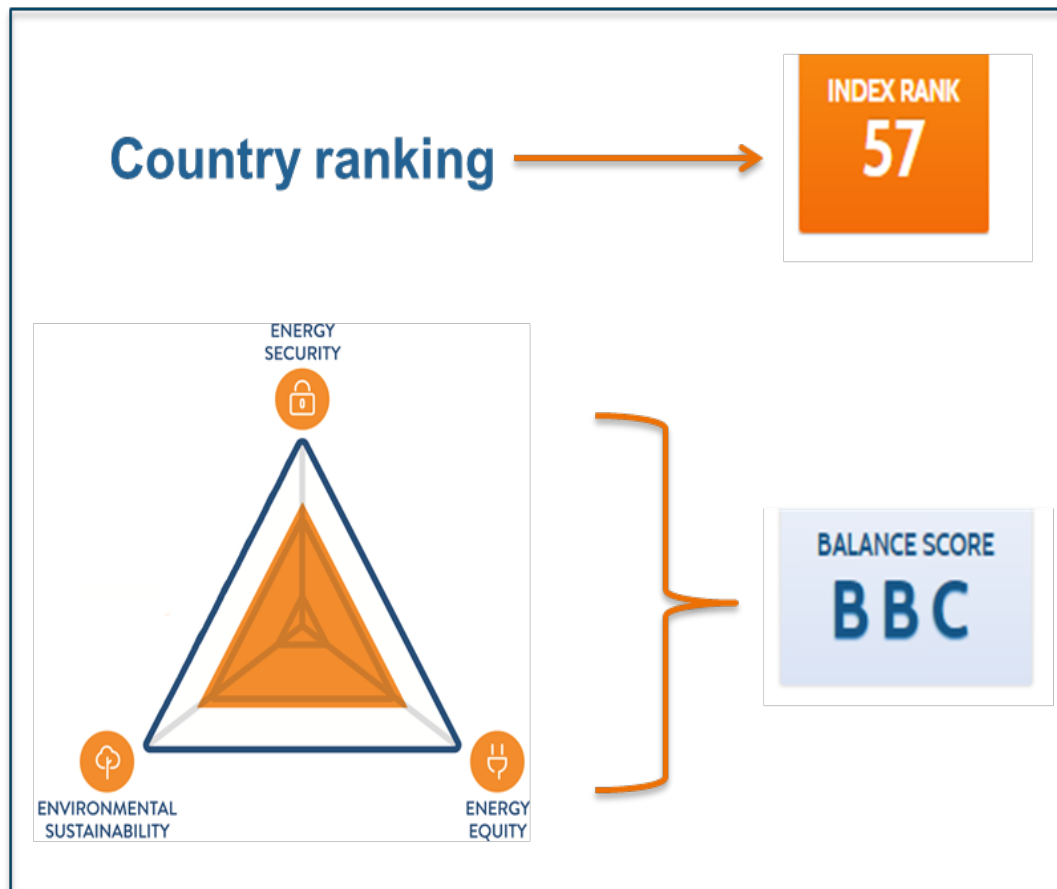 Country ranking
INDEX RANK
57
ENERGY
SECURITY
ENVIRONMENTAL
SUSTAINABILITY
ENERGY
EQUITY
BALANCE SCORE
B B C